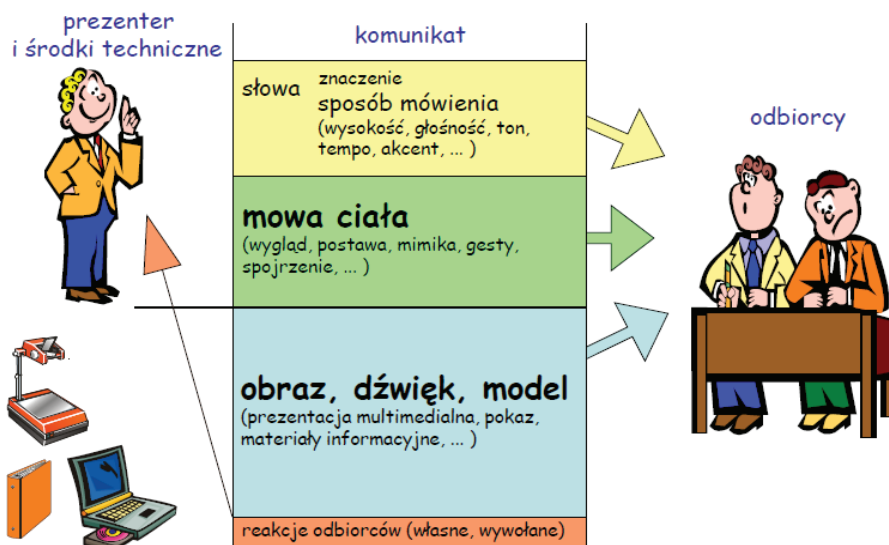 prezenter
i środki techniczne
komunikat
słowa znaczenie
sposób mówienia
(wysokość, głośność, ton,
tempo, akcent, ... )
mowa ciała
(wygląd, postawa, mimika, gesty,
spojrzenie, ... )
obraz, dźwięk, model
(prezentacja multimedialna, pokaz,
materiały informacyjne, ... )
reakcje odbiorców (własne, wywołane)
odbiorcy